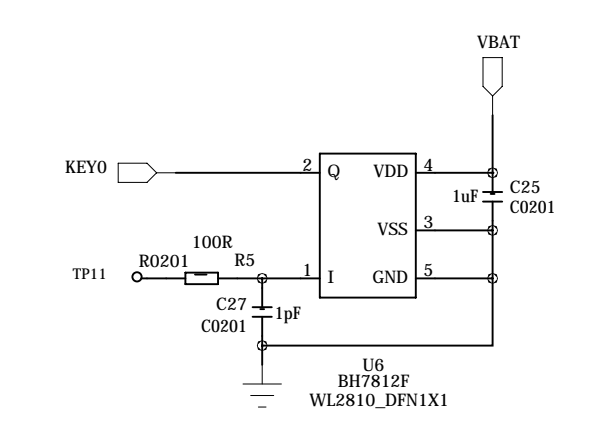 VBAT
KEY0
2
Q
VDD
4
1uF
C25
C0201
VSS
3
100R
R0201
R5
TP11
1
I
GND
5
C27
C0201
1pF
U6
BH7812F
WL2810_DFN1X1